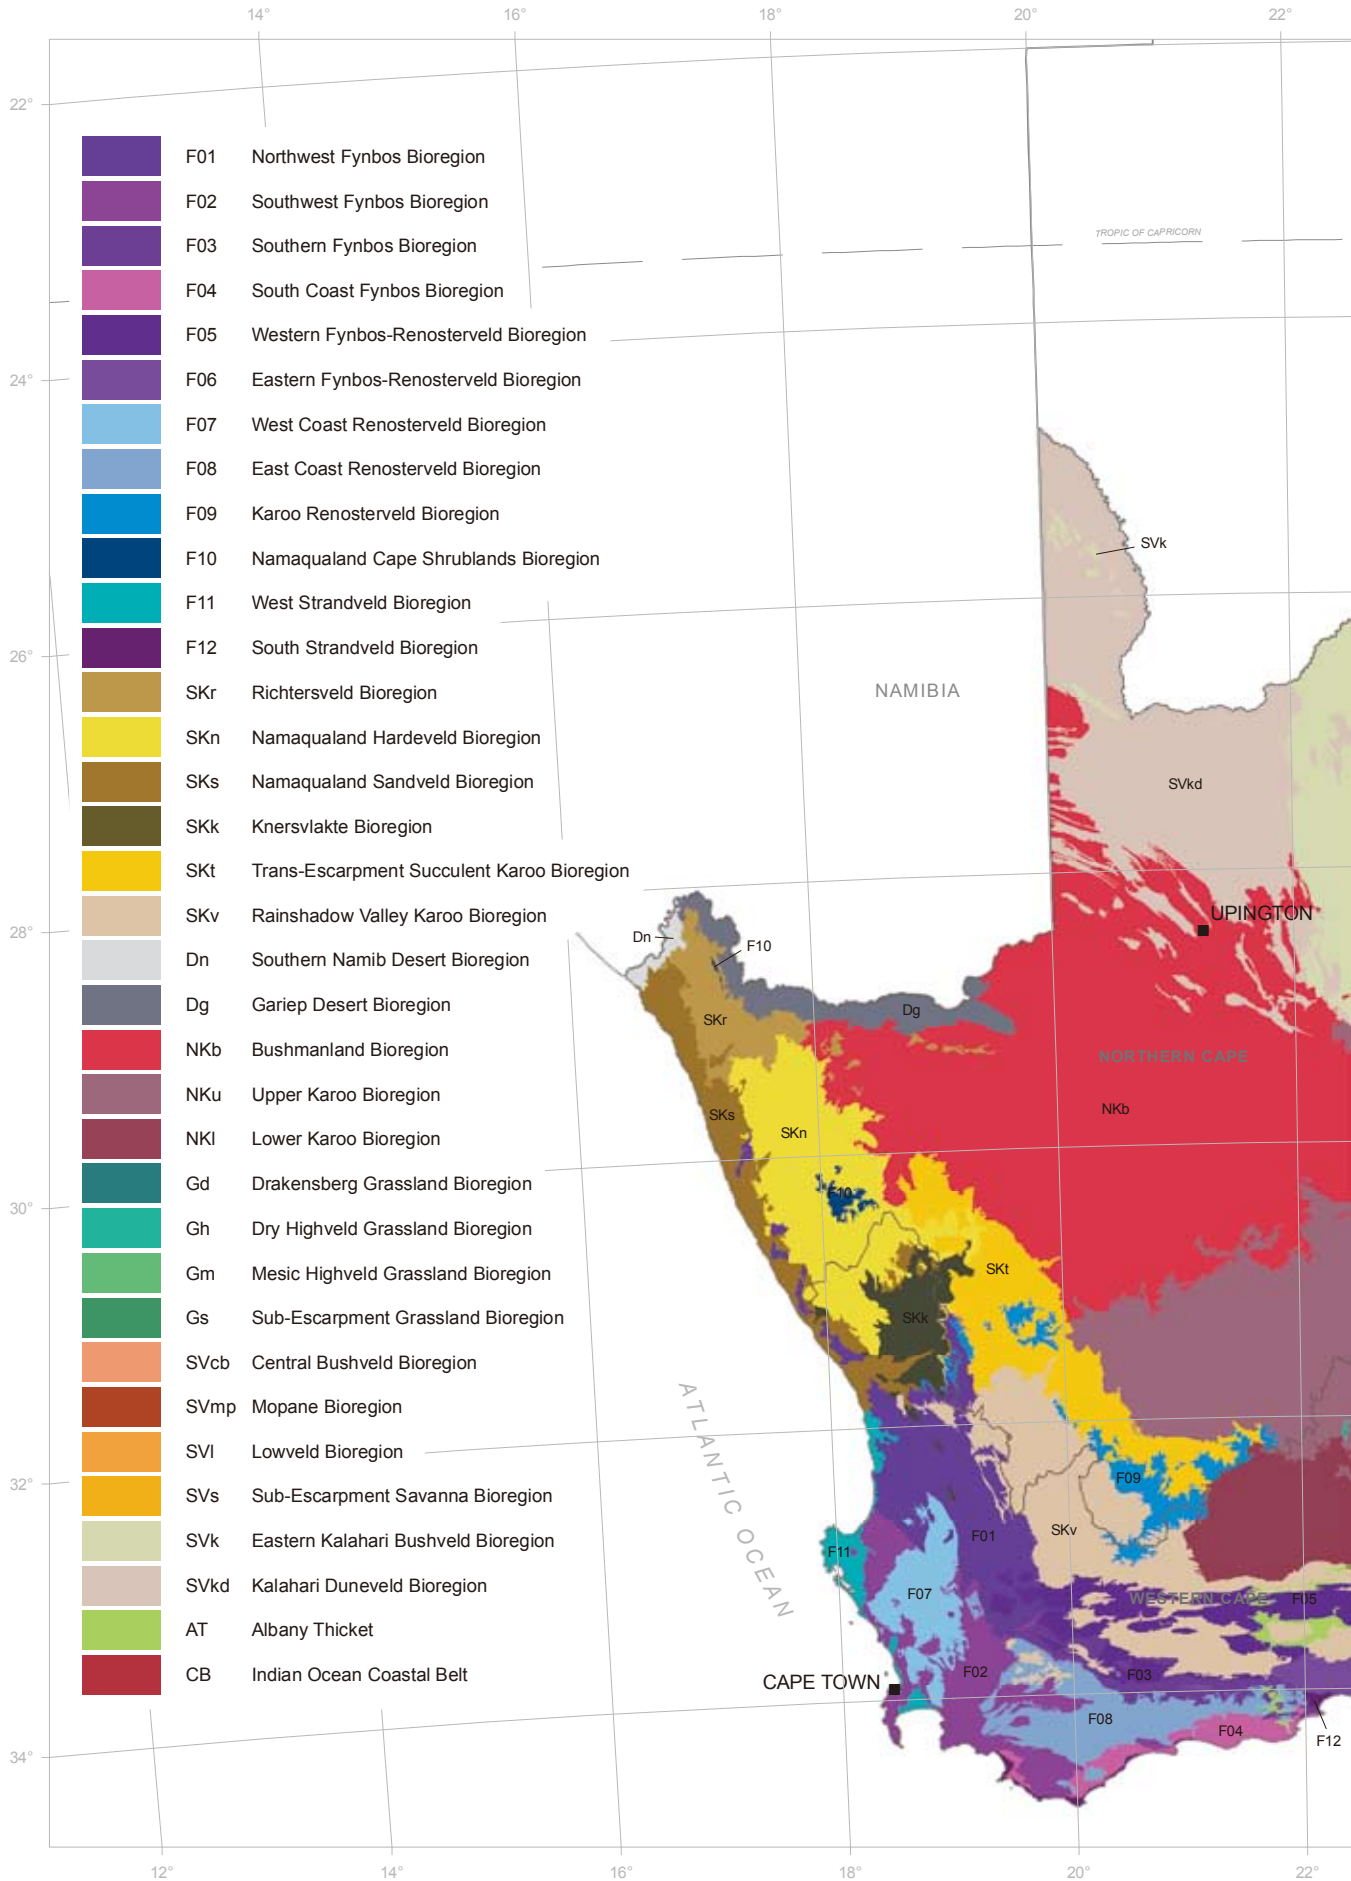 14° 16° 18° 20° 22°
22°
24°
26°
28°
30°
32°
34°
F01 Northwest Fynbos Bioregion
F02 Southwest Fynbos Bioregion
F03 Southern Fynbos Bioregion
F04 South Coast Fynbos Bioregion
F05 Western Fynbos-Renosterveld Bioregion
F06 Eastern Fynbos-Renosterveld Bioregion
F07 West Coast Renosterveld Bioregion
F08 East Coast Renosterveld Bioregion
F09 Karoo Renosterveld Bioregion
F10 Namaqualand Cape Shrublands Bioregion
F11 West Strandveld Bioregion
F12 South Strandveld Bioregion
SKr Richtersveld Bioregion
SKn Namaqualand Hardeveld Bioregion
SKs Namaqualand Sandveld Bioregion
SKk Knersvlakte Bioregion
SKt Trans-Escarpment Succulent Karoo Bioregion
SKv Rainshadow Valley Karoo Bioregion
Dn Southern Namib Desert Bioregion
Dg Gariep Desert Bioregion
NKb Bushmanland Bioregion
NKu Upper Karoo Bioregion
NKl Lower Karoo Bioregion
Gd Drakensberg Grassland Bioregion
Gh Dry Highveld Grassland Bioregion
Gm Mesic Highveld Grassland Bioregion
Gs Sub-Escarpment Grassland Bioregion
SVcb Central Bushveld Bioregion
SVmp Mopane Bioregion
SVl Lowveld Bioregion
SVs Sub-Escarpment Savanna Bioregion
SVk Eastern Kalahari Bushveld Bioregion
SVkd Kalahari Duneveld Bioregion
AT Albany Thicket
CB Indian Ocean Coastal Belt
TROPIC OF CAPRICORN
SVk
NAMIBIA
SVkd
UPINGTON
Dn
F10
Dg
SKr
NORTHERN CAPE
NKb
SKs
SKn
F10
SKt
SKk
ATLANTIC OCEAN
F09
SKv
F01
F11
F07
WESTERN CAPE
F05
F02
F03
CAPE TOWN
F08
F04
F12
12° 14° 16° 18° 20° 22°